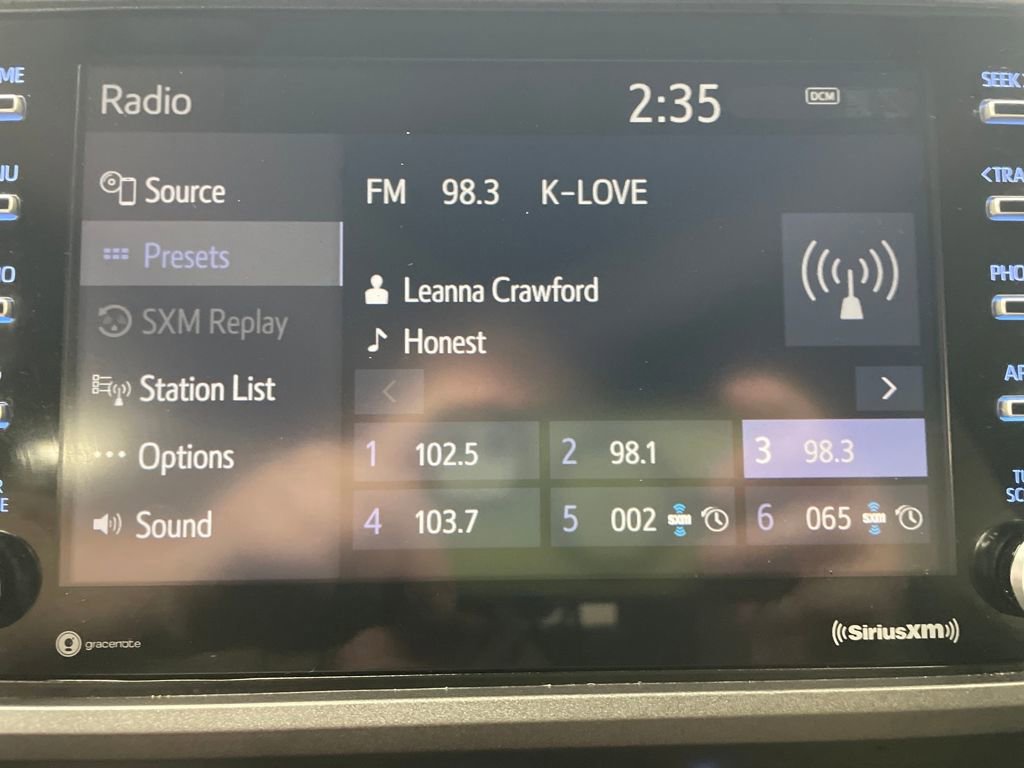 Radio 2:35 DCM
Source
Presets
SXM Replay
Station List
Options
Sound
FM 98.3 K-LOVE
Leanna Crawford
Honest
< >
1 102.5 2 98.1 3 98.3
4 103.7 5 002 SXM 6 065 SXM
gracenote
((SiriusXM))
SEEK